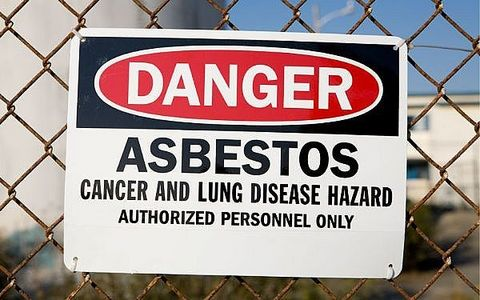 DANGER
ASBESTOS
CANCER AND LUNG DISEASE HAZARD
AUTHORIZED PERSONNEL ONLY